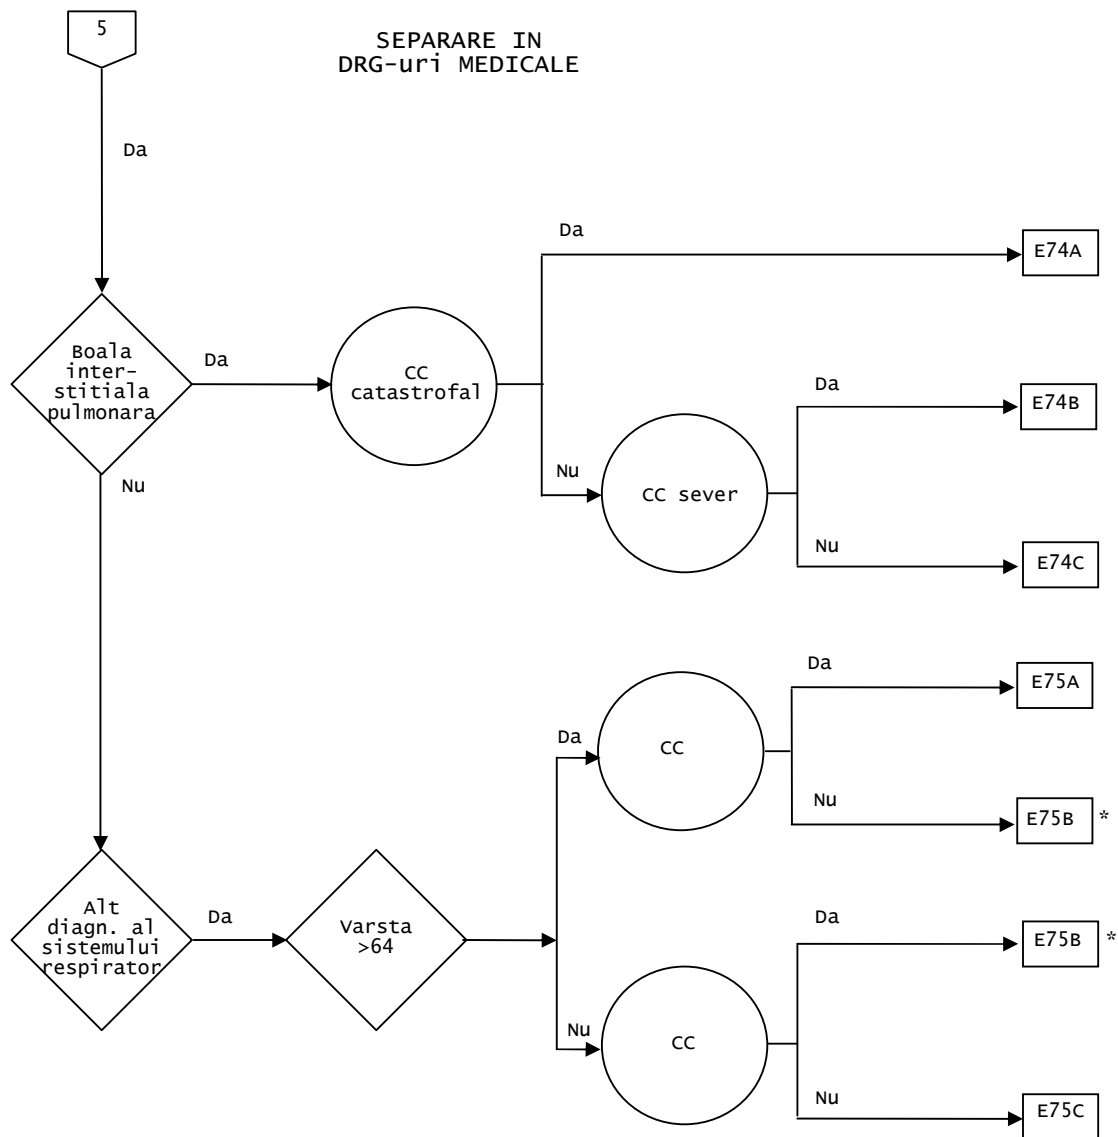 5
SEPARARE IN
DRG-uri MEDICALE
Da
Da
E74A
Boala
inter-
stitiala
pulmonara
Da
CC
catastrofal
Da
E74B
Nu
CC sever
Nu
Nu
E74C
Da
E75A
Da
CC
Nu
E75B *
Alt
diagn. al
sistemului
respirator
Da
Varsta
>64
Da
E75B *
Nu
CC
Nu
E75C